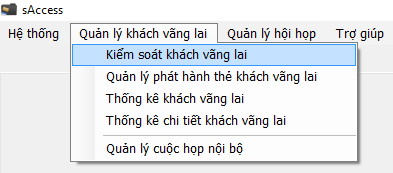 sAccess
Hệ thống Quản lý khách vãng lai Quản lý hội họp Trợ giúp
Kiểm soát khách vãng lai
Quản lý phát hành thẻ khách vãng lai
Thống kê khách vãng lai
Thống kê chi tiết khách vãng lai
Quản lý cuộc họp nội bộ